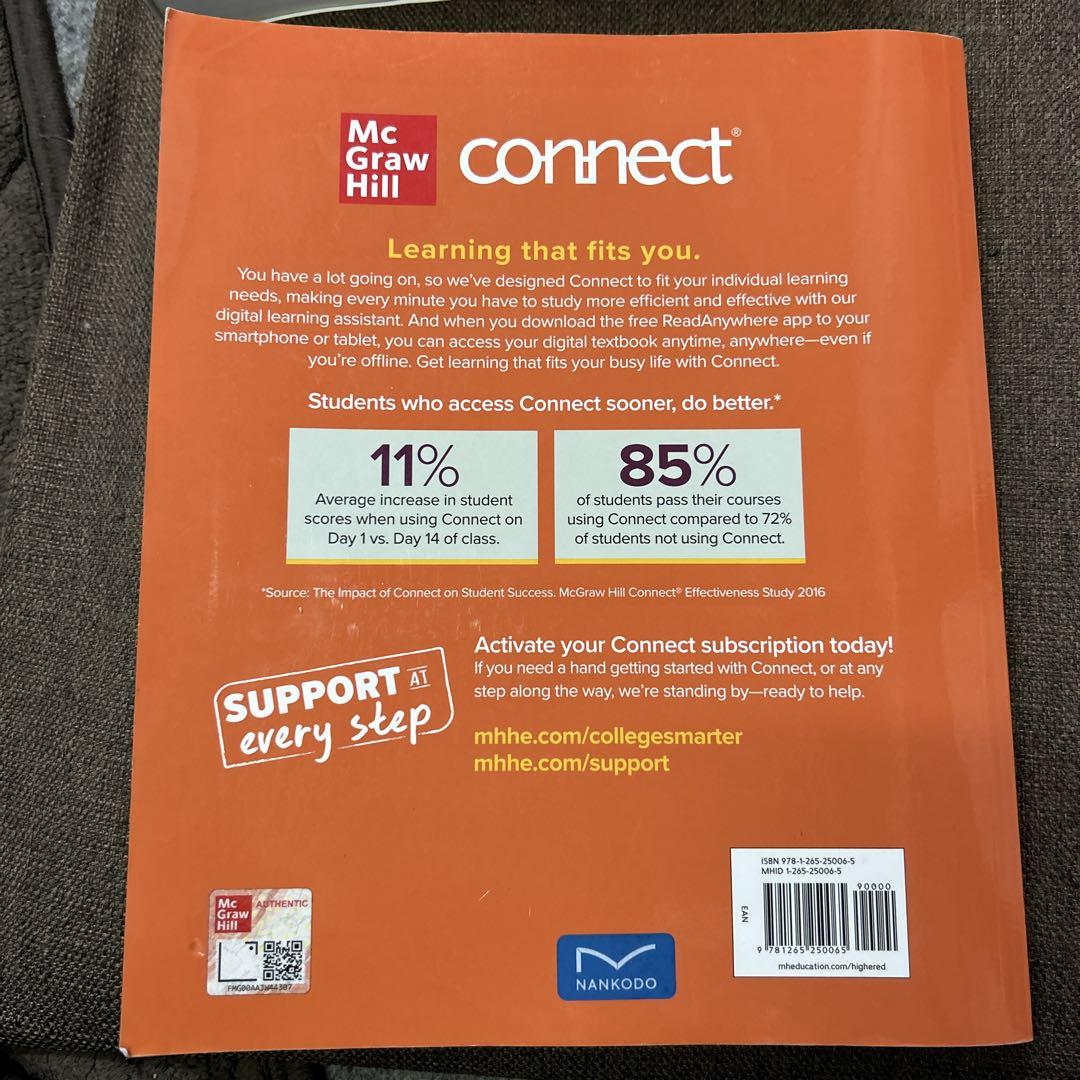 Mc
Graw
Hill
connect®
Learning that fits you.
You have a lot going on, so we've designed Connect to fit your individual learning
needs, making every minute you have to study more efficient and effective with our
digital learning assistant. And when you download the free ReadAnywhere app to your
smartphone or tablet, you can access your digital textbook anytime, anywhere—even if
you're offline. Get learning that fits your busy life with Connect.
Students who access Connect sooner, do better.*
11%
Average increase in student
scores when using Connect on
Day 1 vs. Day 14 of class.
85%
of students pass their courses
using Connect compared to 72%
of students not using Connect.
*Source: The Impact of Connect on Student Success. McGraw Hill Connect® Effectiveness Study 2016
SUPPORT AT
every step
Activate your Connect subscription today!
If you need a hand getting started with Connect, or at any
step along the way, we're standing by—ready to help.
mhhe.com/collegesmarter
mhhe.com/support
Mc
Graw
Hill
AUTHENTIC
NANKODO
ISBN 978-1-265-25006-5
MHID 1-265-25006-5
90000
EAN
9 781265 250065
mheducation.com/highered